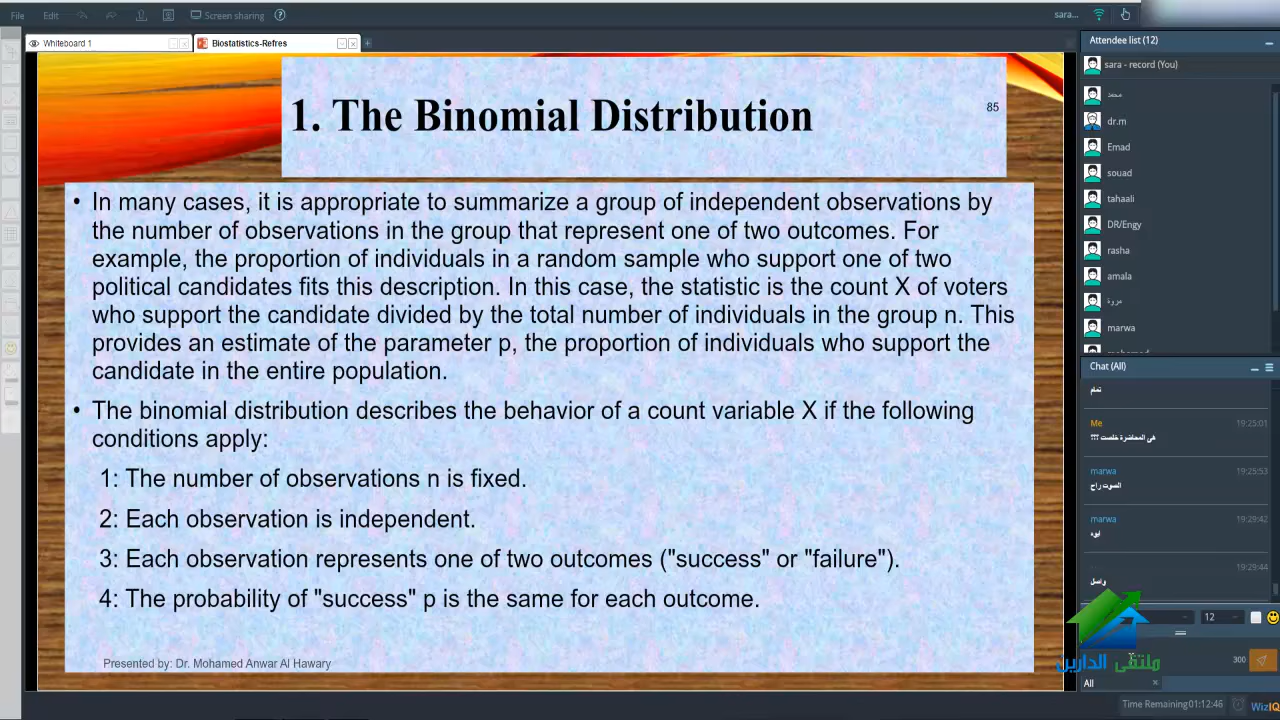 File Edit Screen sharing sara...
Whiteboard 1
Biostatistics-Refres
1. The Binomial Distribution
85
• In many cases, it is appropriate to summarize a group of independent observations by
the number of observations in the group that represent one of two outcomes. For
example, the proportion of individuals in a random sample who support one of two
political candidates fits this description. In this case, the statistic is the count X of voters
who support the candidate divided by the total number of individuals in the group n. This
provides an estimate of the parameter p, the proportion of individuals who support the
candidate in the entire population.
• The binomial distribution describes the behavior of a count variable X if the following
conditions apply:
1: The number of observations n is fixed.
2: Each observation is independent.
3: Each observation represents one of two outcomes ("success" or "failure").
4: The probability of "success" p is the same for each outcome.
Presented by: Dr. Mohamed Anwar Al Hawary
Attendee list (12)
sara - record (You)
محمد
dr.m
Emad
souad
tahaali
DR/Engy
rasha
amala
مروة
marwa
Chat (All)
تمام
Me 19:25:01
هى المحاضرة خلصت ؟؟؟
marwa 19:25:53
الصوت راح
marwa 19:29:42
ايوه
19:29:44
واصل
12
ملتقى الدارين
300
All
Time Remaining 01:12:46
WizIQ